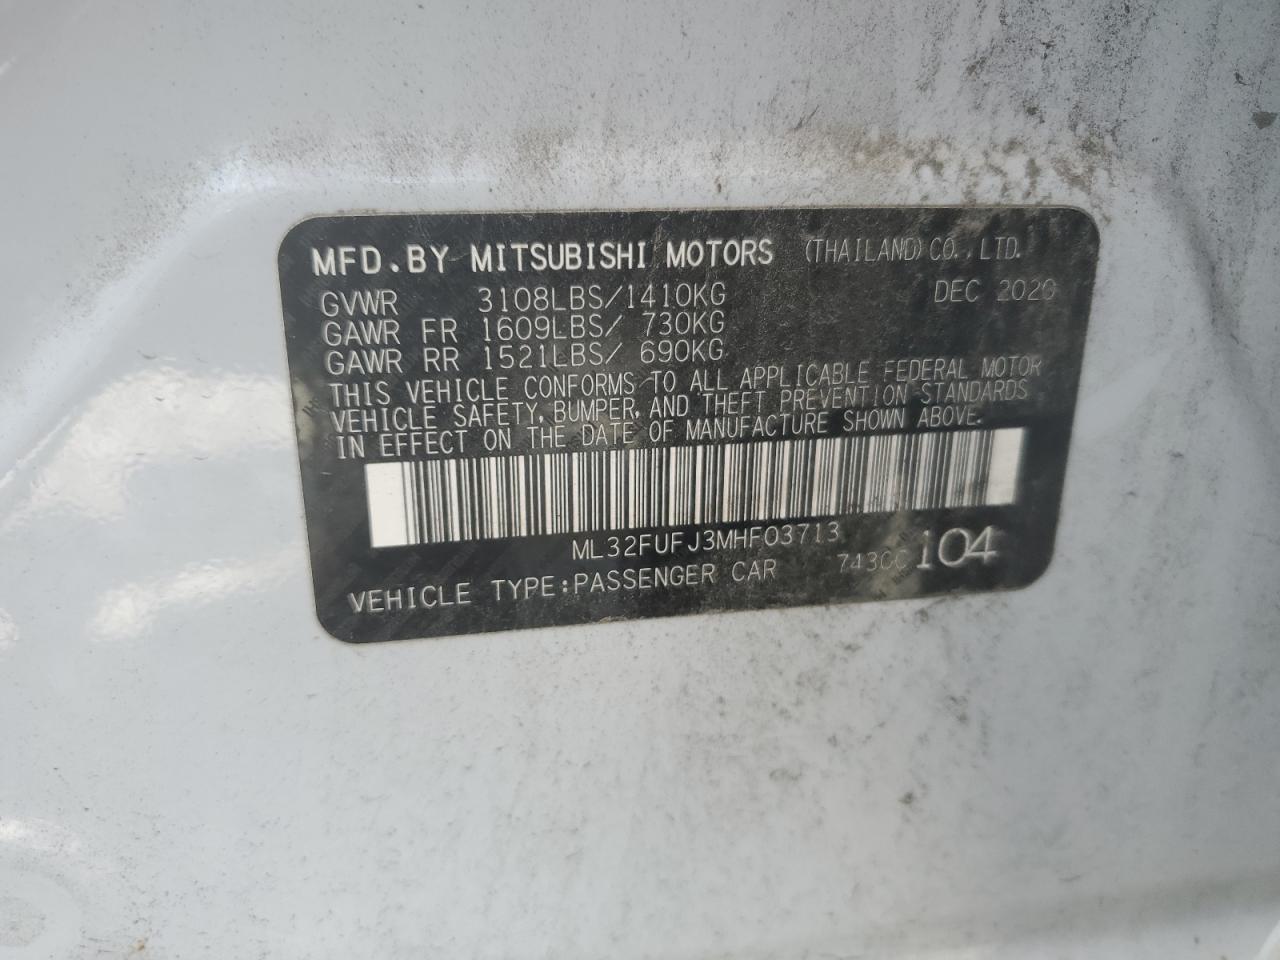 MFD.BY MITSUBISHI MOTORS (THAILAND) CO.,LTD.
GVWR 3108LBS/1410KG DEC 2020
GAWR FR 1609LBS/ 730KG
GAWR RR 1521LBS/ 690KG
THIS VEHICLE CONFORMS TO ALL APPLICABLE FEDERAL MOTOR
VEHICLE SAFETY, BUMPER, AND THEFT PREVENTION STANDARDS
IN EFFECT ON THE DATE OF MANUFACTURE SHOWN ABOVE.
ML32FUFJ3MHF03713
VEHICLE TYPE:PASSENGER CAR 743CC 104